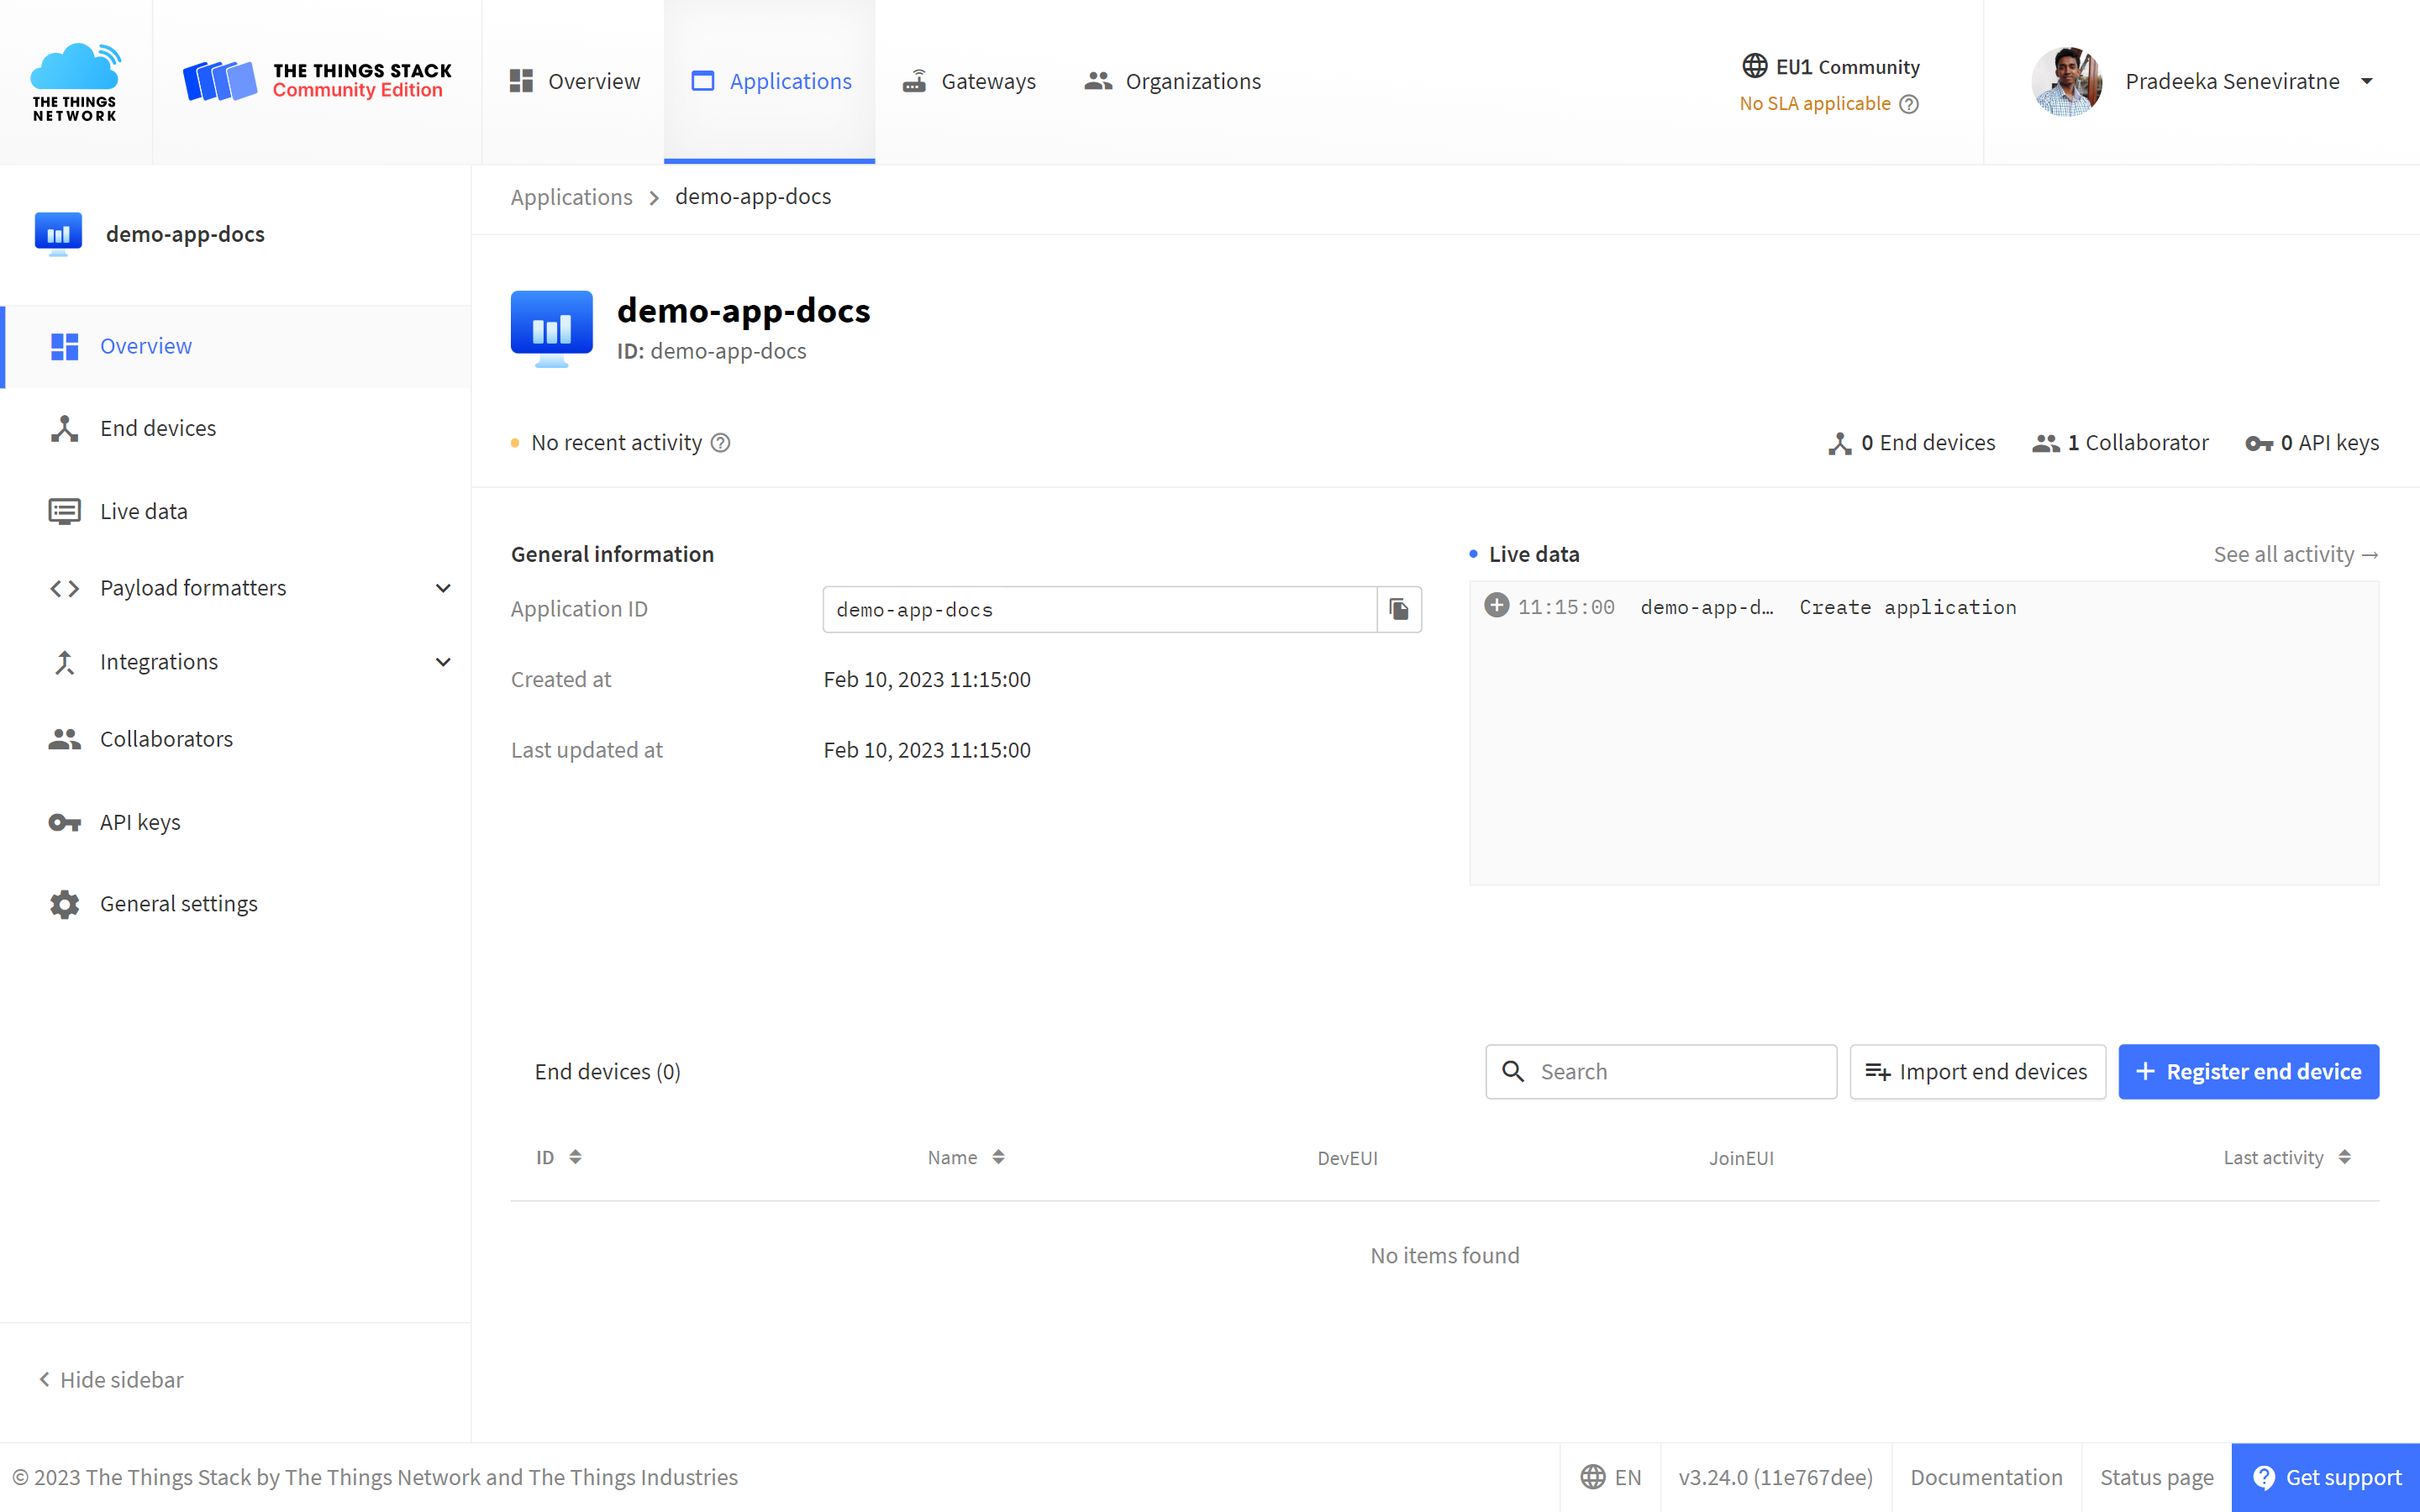 THE THINGS
NETWORK
THE THINGS STACK
Community Edition
Overview
Applications
Gateways
Organizations
EU1 Community
No SLA applicable
Pradeeka Seneviratne
demo-app-docs
Overview
End devices
Live data
Payload formatters
Integrations
Collaborators
API keys
General settings
Hide sidebar
Applications > demo-app-docs
demo-app-docs
ID: demo-app-docs
No recent activity
0 End devices
1 Collaborator
0 API keys
General information
Application ID
demo-app-docs
Created at
Feb 10, 2023 11:15:00
Last updated at
Feb 10, 2023 11:15:00
Live data
See all activity →
11:15:00 demo-app-d… Create application
End devices (0)
Search
Import end devices
+ Register end device
ID
Name
DevEUI
JoinEUI
Last activity
No items found
© 2023 The Things Stack by The Things Network and The Things Industries
EN
v3.24.0 (11e767dee)
Documentation
Status page
Get support